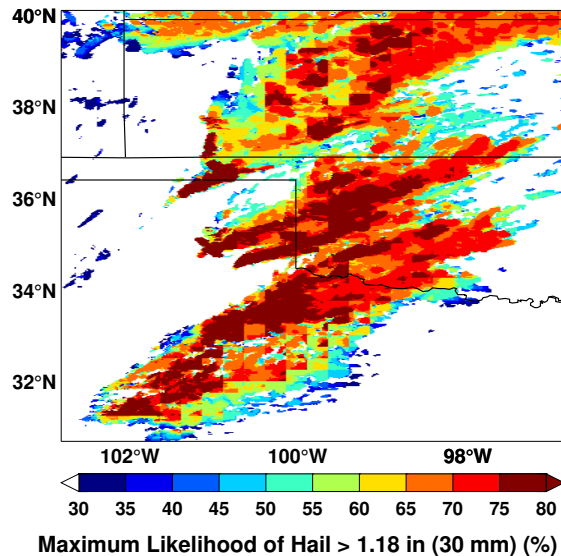 40°N
38°N
36°N
34°N
32°N
102°W 100°W 98°W
30 35 40 45 50 55 60 65 70 75 80
Maximum Likelihood of Hail > 1.18 in (30 mm) (%)